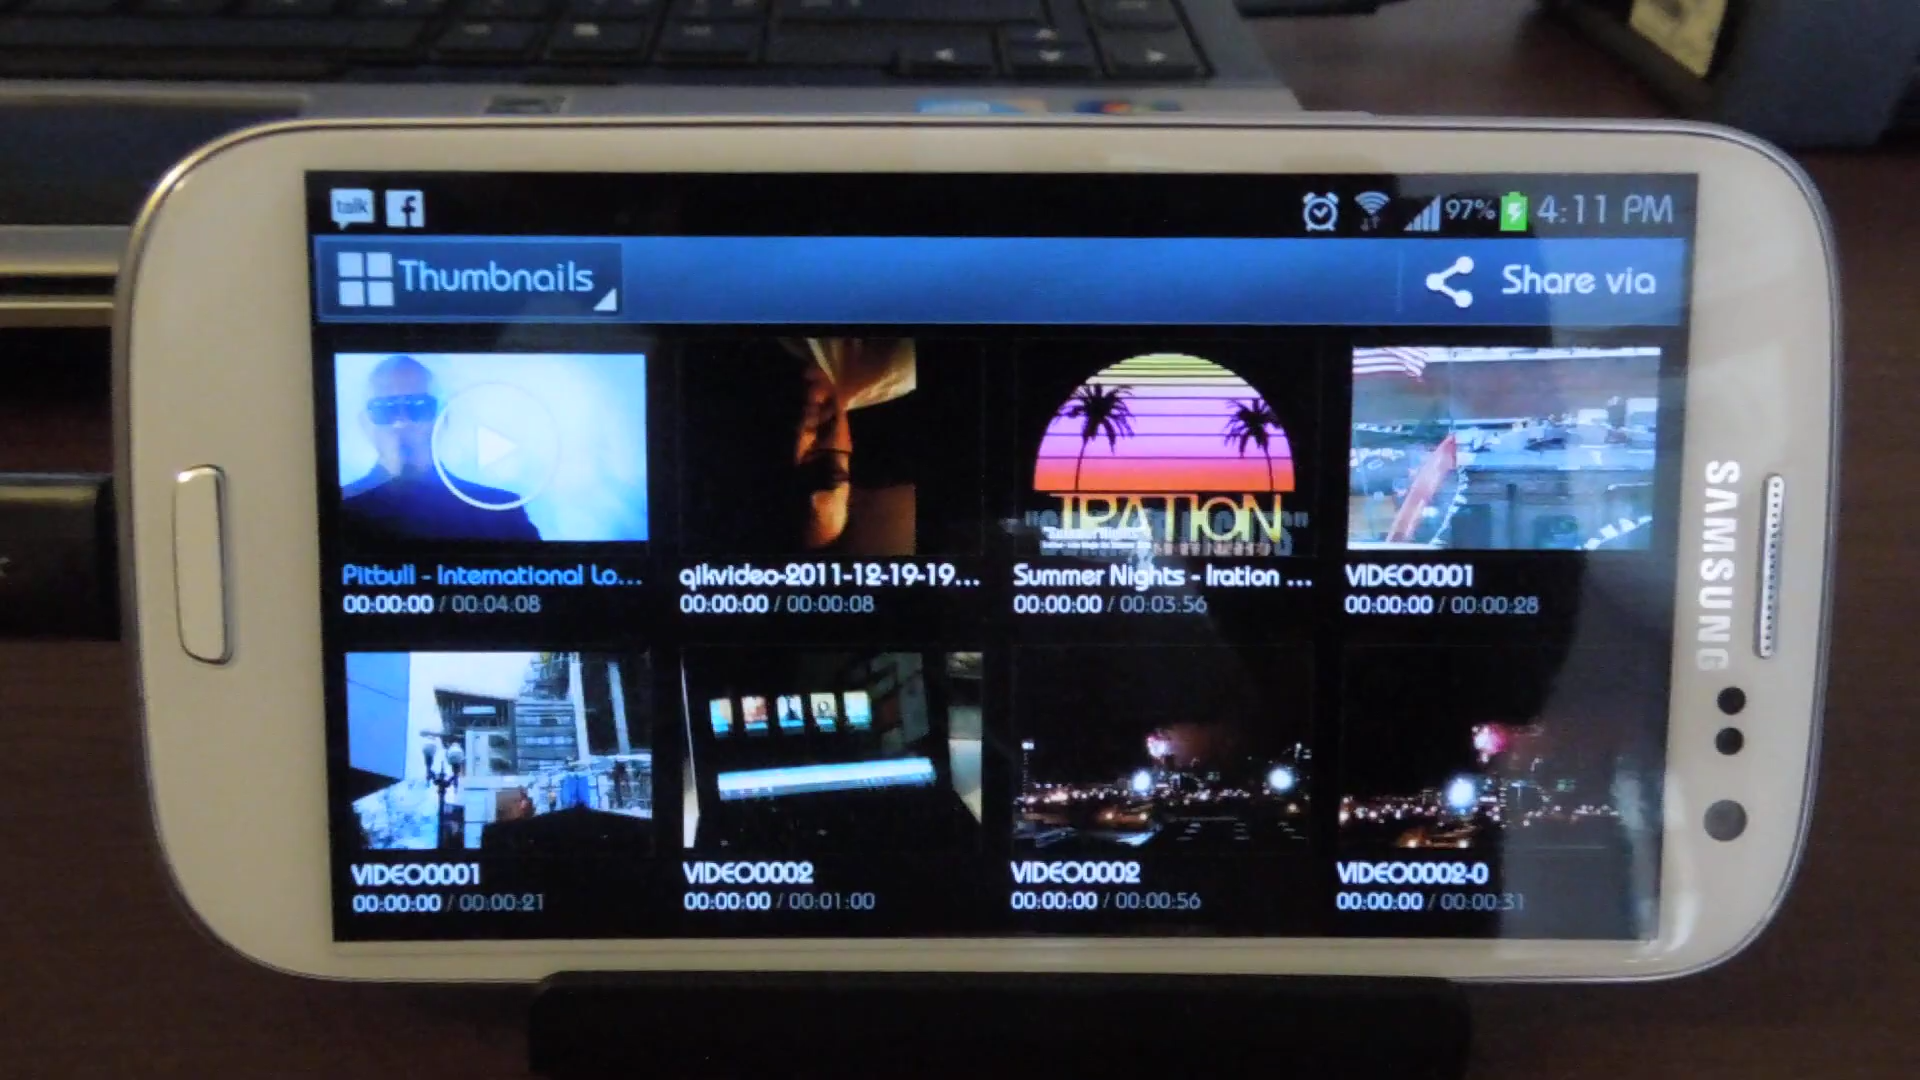 talk f 97% 4:11 PM
Thumbnails Share via
Pitbull - International Lo... qikvideo-2011-12-19-19... Summer Nights - Iration ... VIDEO0001
00:00:00 / 00:04:08 00:00:00 / 00:00:08 00:00:00 / 00:03:56 00:00:00 / 00:00:28
IRATION
"Summer Nights"
VIDEO0001 VIDEO0002 VIDEO0002 VIDEO0002-0
00:00:00 / 00:00:21 00:00:00 / 00:01:00 00:00:00 / 00:00:56 00:00:00 / 00:00:31
SAMSUNG